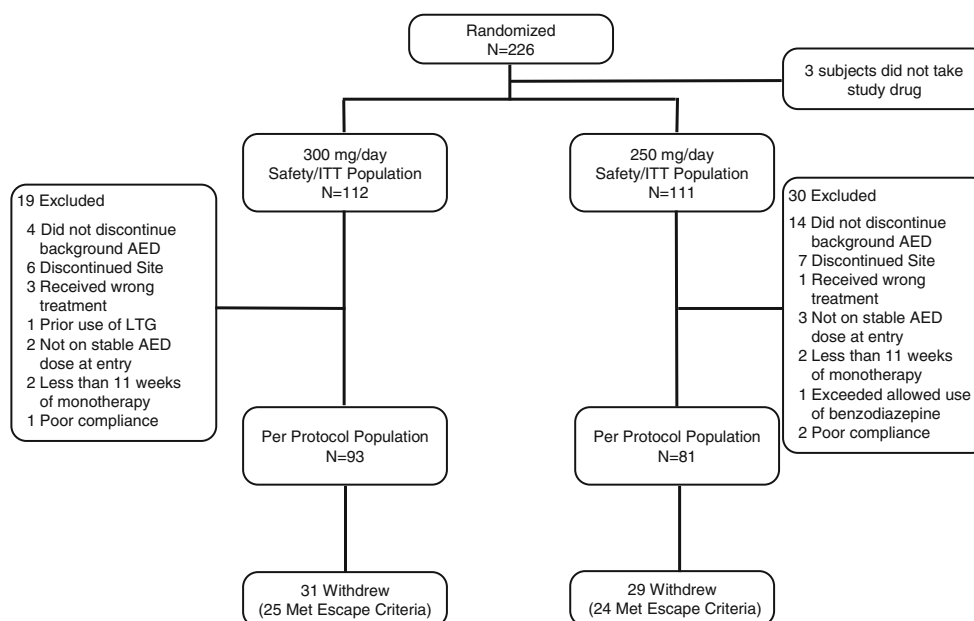 Randomized
N=226
3 subjects did not take
study drug
300 mg/day
Safety/ITT Population
N=112
250 mg/day
Safety/ITT Population
N=111
19 Excluded
4 Did not discontinue
background AED
6 Discontinued Site
3 Received wrong
treatment
1 Prior use of LTG
2 Not on stable AED
dose at entry
2 Less than 11 weeks
of monotherapy
1 Poor compliance
30 Excluded
14 Did not discontinue
background AED
7 Discontinued Site
1 Received wrong
treatment
3 Not on stable AED
dose at entry
2 Less than 11 weeks
of monotherapy
1 Exceeded allowed use
of benzodiazepine
2 Poor compliance
Per Protocol Population
N=93
Per Protocol Population
N=81
31 Withdrew
(25 Met Escape Criteria)
29 Withdrew
(24 Met Escape Criteria)